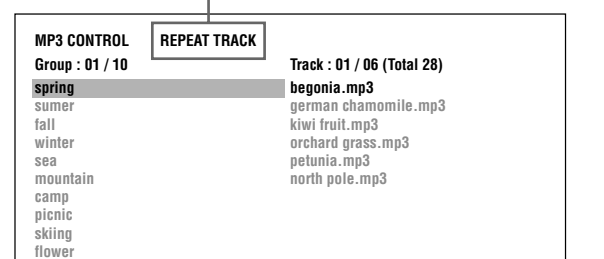 MP3 CONTROL REPEAT TRACK
Group : 01 / 10 Track : 01 / 06 (Total 28)
spring begonia.mp3
sumer german chamomile.mp3
fall kiwi fruit.mp3
winter orchard grass.mp3
sea petunia.mp3
mountain north pole.mp3
camp
picnic
skiing
flower